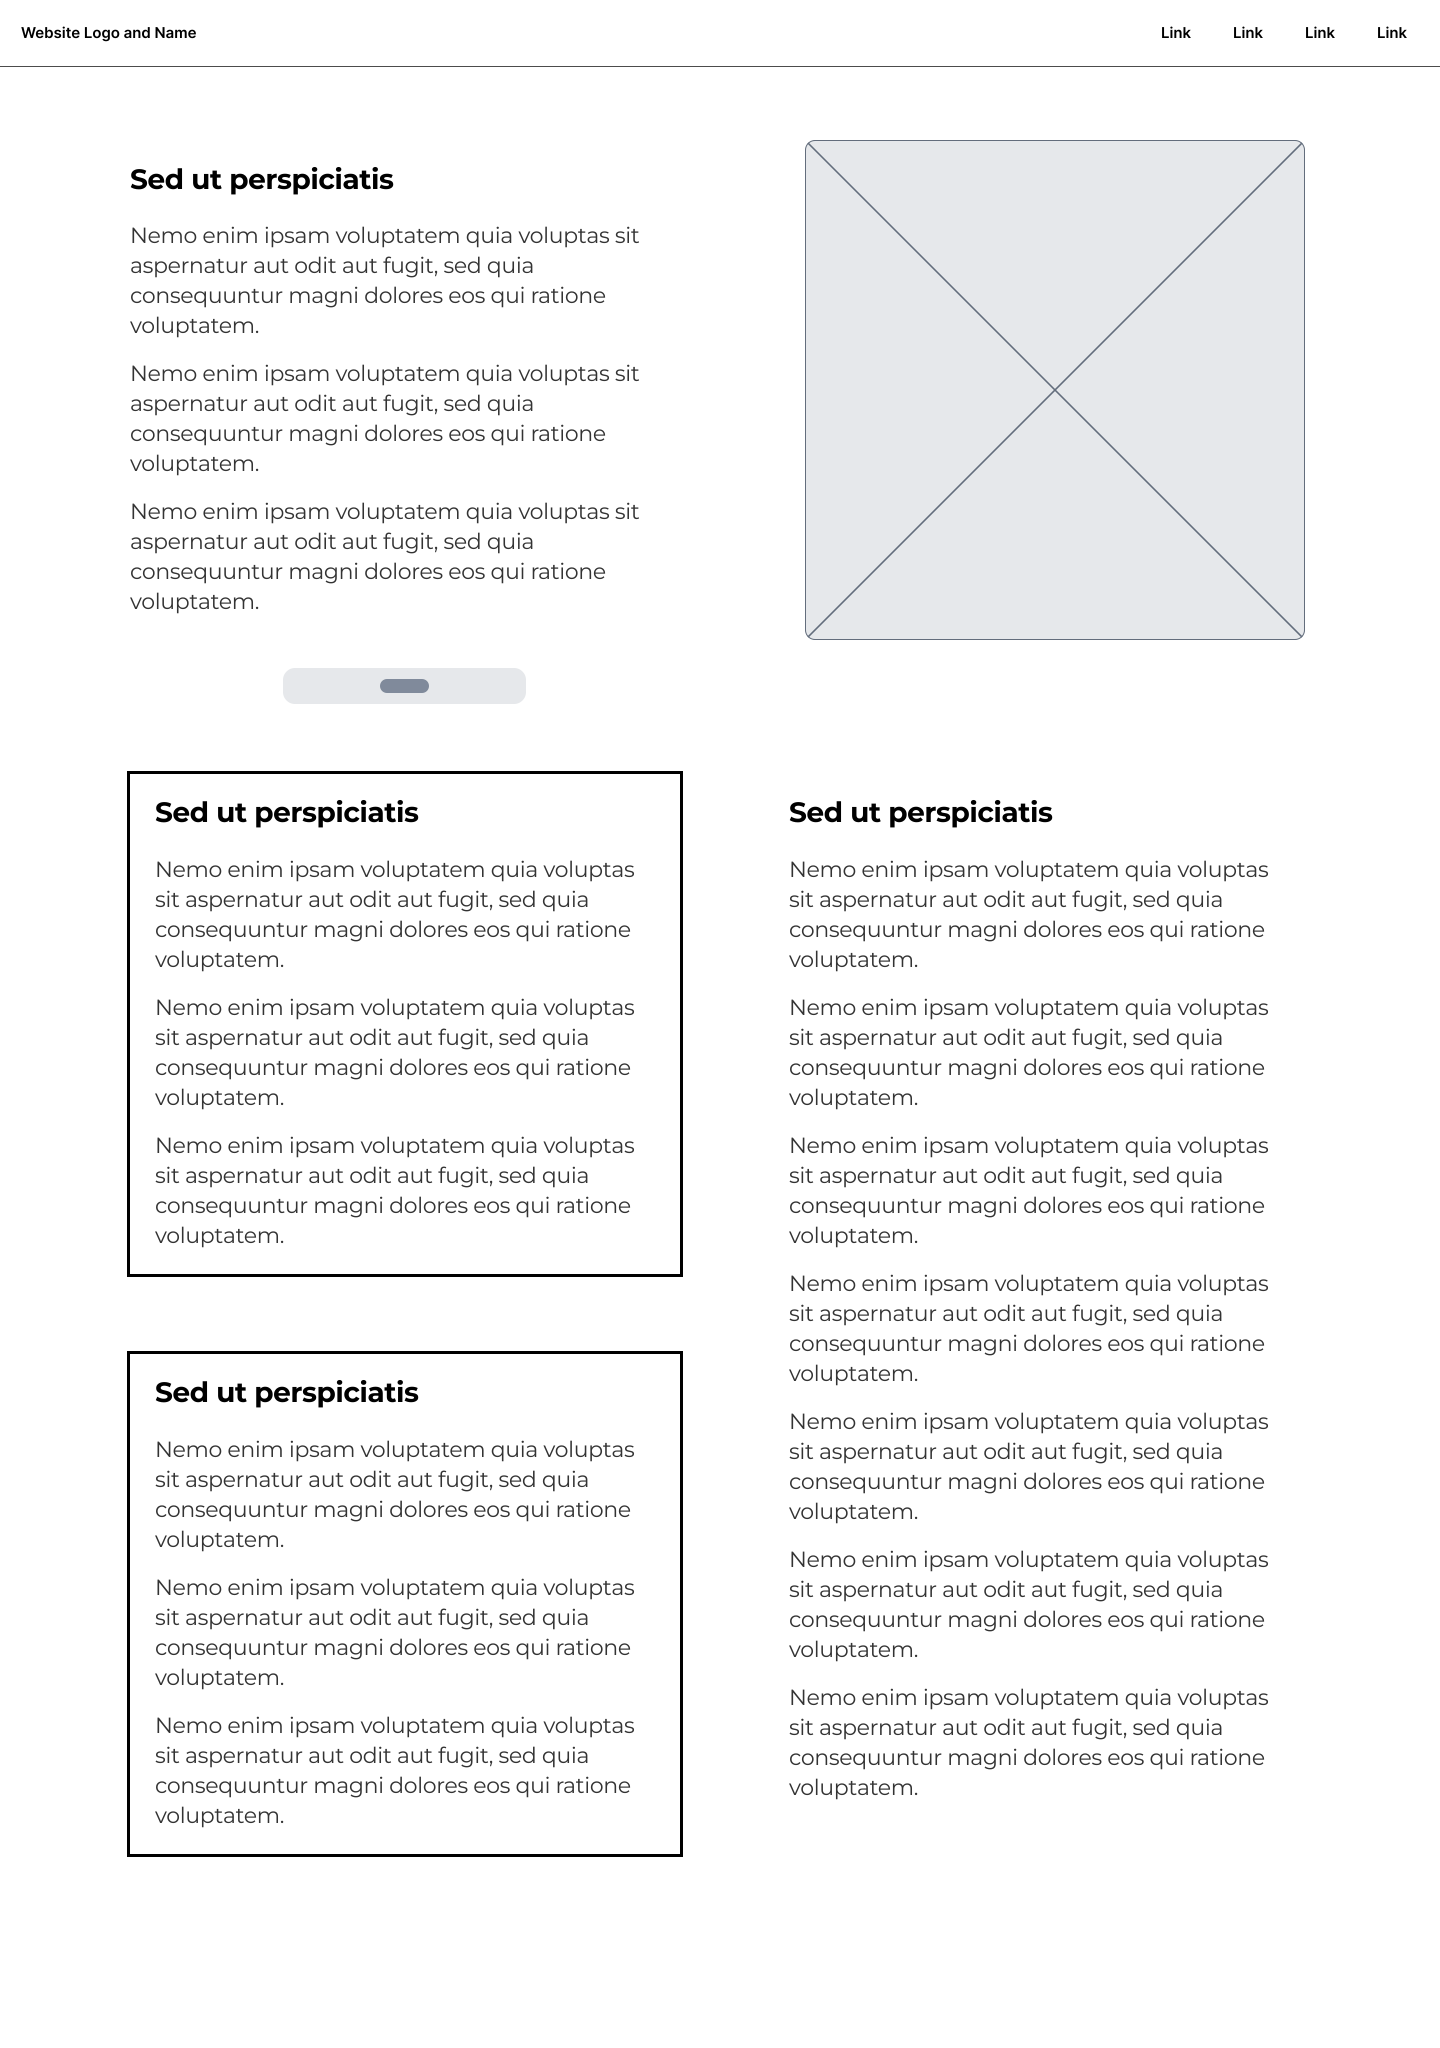 Website Logo and Name
Link
Link
Link
Link
Sed ut perspiciatis
Nemo enim ipsam voluptatem quia voluptas sit
aspernatur aut odit aut fugit, sed quia
consequuntur magni dolores eos qui ratione
voluptatem.
Nemo enim ipsam voluptatem quia voluptas sit
aspernatur aut odit aut fugit, sed quia
consequuntur magni dolores eos qui ratione
voluptatem.
Nemo enim ipsam voluptatem quia voluptas sit
aspernatur aut odit aut fugit, sed quia
consequuntur magni dolores eos qui ratione
voluptatem.
Sed ut perspiciatis
Nemo enim ipsam voluptatem quia voluptas
sit aspernatur aut odit aut fugit, sed quia
consequuntur magni dolores eos qui ratione
voluptatem.
Nemo enim ipsam voluptatem quia voluptas
sit aspernatur aut odit aut fugit, sed quia
consequuntur magni dolores eos qui ratione
voluptatem.
Nemo enim ipsam voluptatem quia voluptas
sit aspernatur aut odit aut fugit, sed quia
consequuntur magni dolores eos qui ratione
voluptatem.
Sed ut perspiciatis
Nemo enim ipsam voluptatem quia voluptas
sit aspernatur aut odit aut fugit, sed quia
consequuntur magni dolores eos qui ratione
voluptatem.
Nemo enim ipsam voluptatem quia voluptas
sit aspernatur aut odit aut fugit, sed quia
consequuntur magni dolores eos qui ratione
voluptatem.
Nemo enim ipsam voluptatem quia voluptas
sit aspernatur aut odit aut fugit, sed quia
consequuntur magni dolores eos qui ratione
voluptatem.
Sed ut perspiciatis
Nemo enim ipsam voluptatem quia voluptas
sit aspernatur aut odit aut fugit, sed quia
consequuntur magni dolores eos qui ratione
voluptatem.
Nemo enim ipsam voluptatem quia voluptas
sit aspernatur aut odit aut fugit, sed quia
consequuntur magni dolores eos qui ratione
voluptatem.
Nemo enim ipsam voluptatem quia voluptas
sit aspernatur aut odit aut fugit, sed quia
consequuntur magni dolores eos qui ratione
voluptatem.
Nemo enim ipsam voluptatem quia voluptas
sit aspernatur aut odit aut fugit, sed quia
consequuntur magni dolores eos qui ratione
voluptatem.
Nemo enim ipsam voluptatem quia voluptas
sit aspernatur aut odit aut fugit, sed quia
consequuntur magni dolores eos qui ratione
voluptatem.
Nemo enim ipsam voluptatem quia voluptas
sit aspernatur aut odit aut fugit, sed quia
consequuntur magni dolores eos qui ratione
voluptatem.
Nemo enim ipsam voluptatem quia voluptas
sit aspernatur aut odit aut fugit, sed quia
consequuntur magni dolores eos qui ratione
voluptatem.